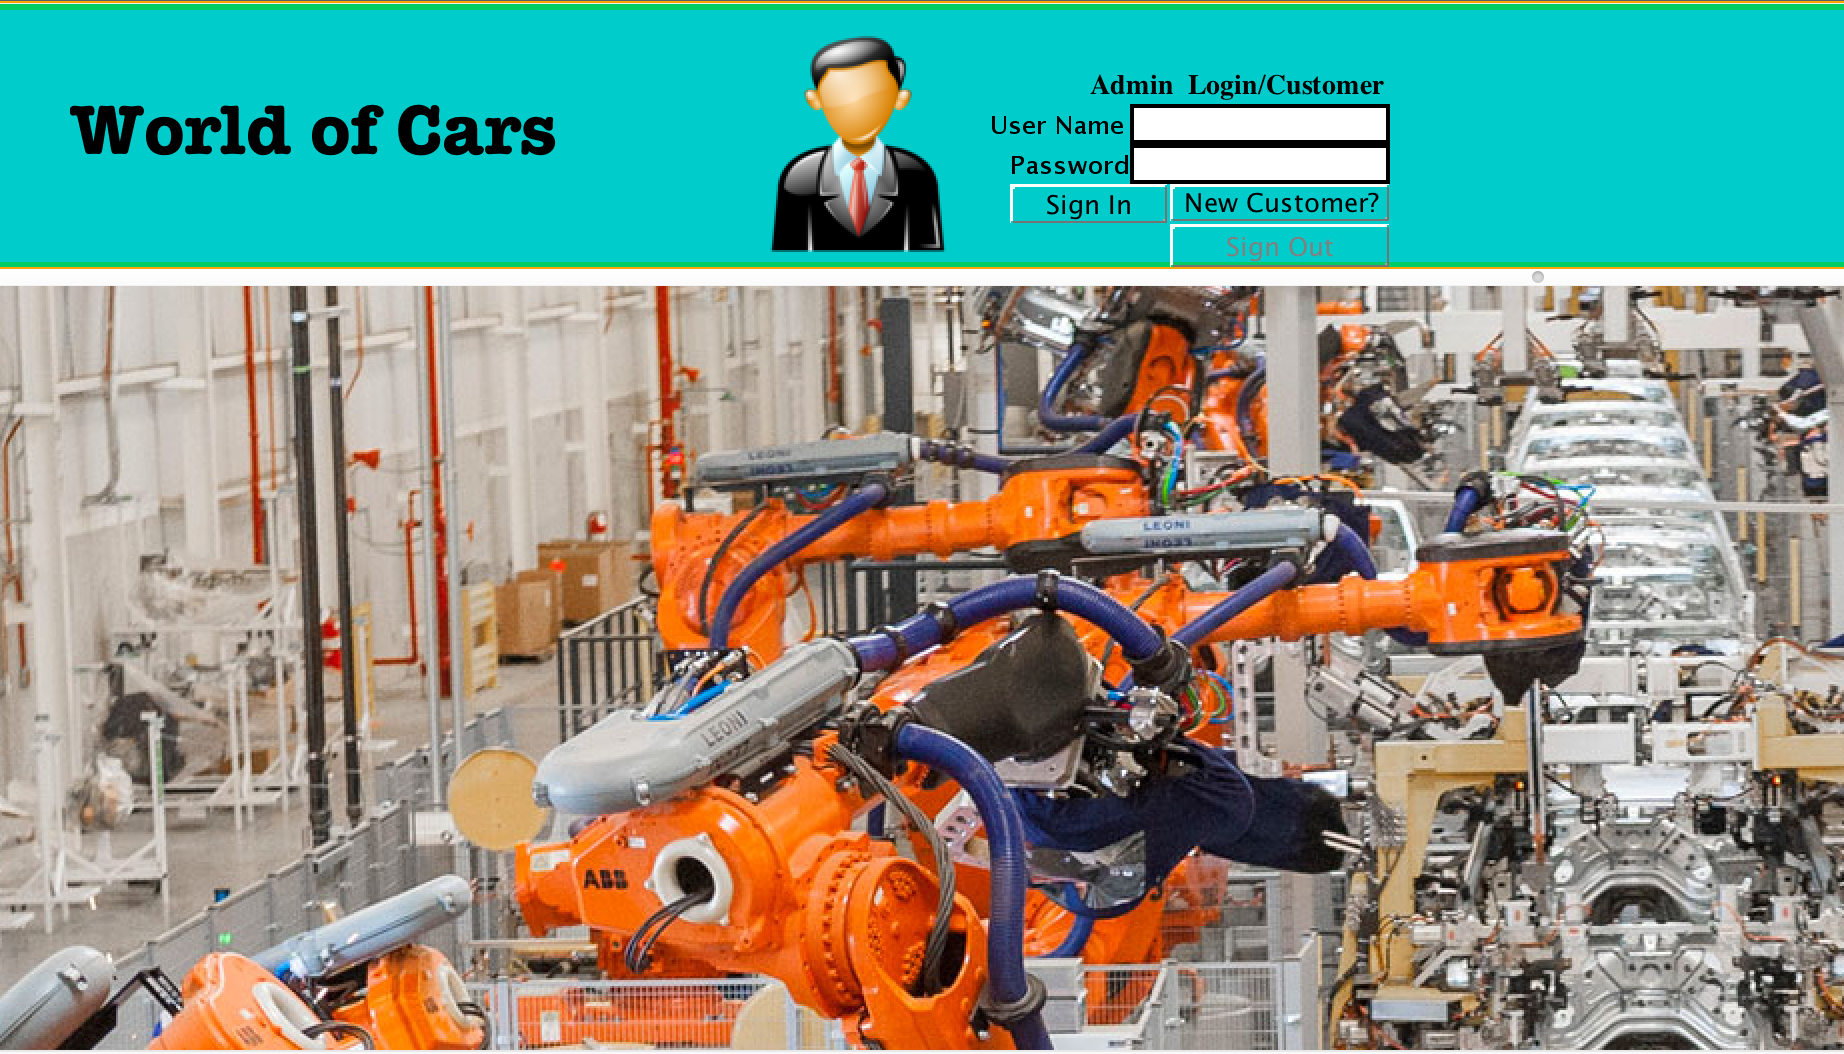 World of Cars
Admin Login/Customer
User Name
Password
Sign In
New Customer?
Sign Out
LEONI
LEONI
LEONI
ABB